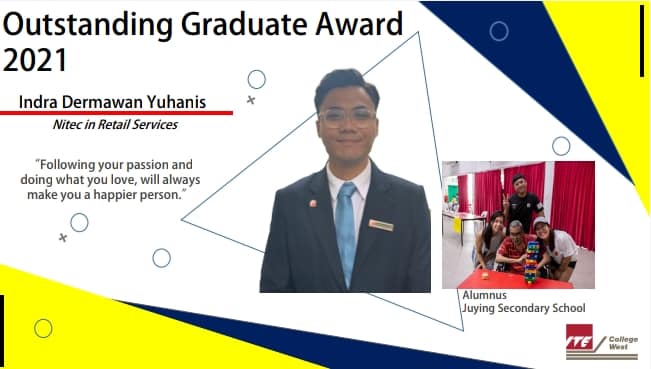 Outstanding Graduate Award
2021
Indra Dermawan Yuhanis
Nitec in Retail Services
“Following your passion and
doing what you love, will always
make you a happier person.”
Alumnus
Juying Secondary School
ITE College
West